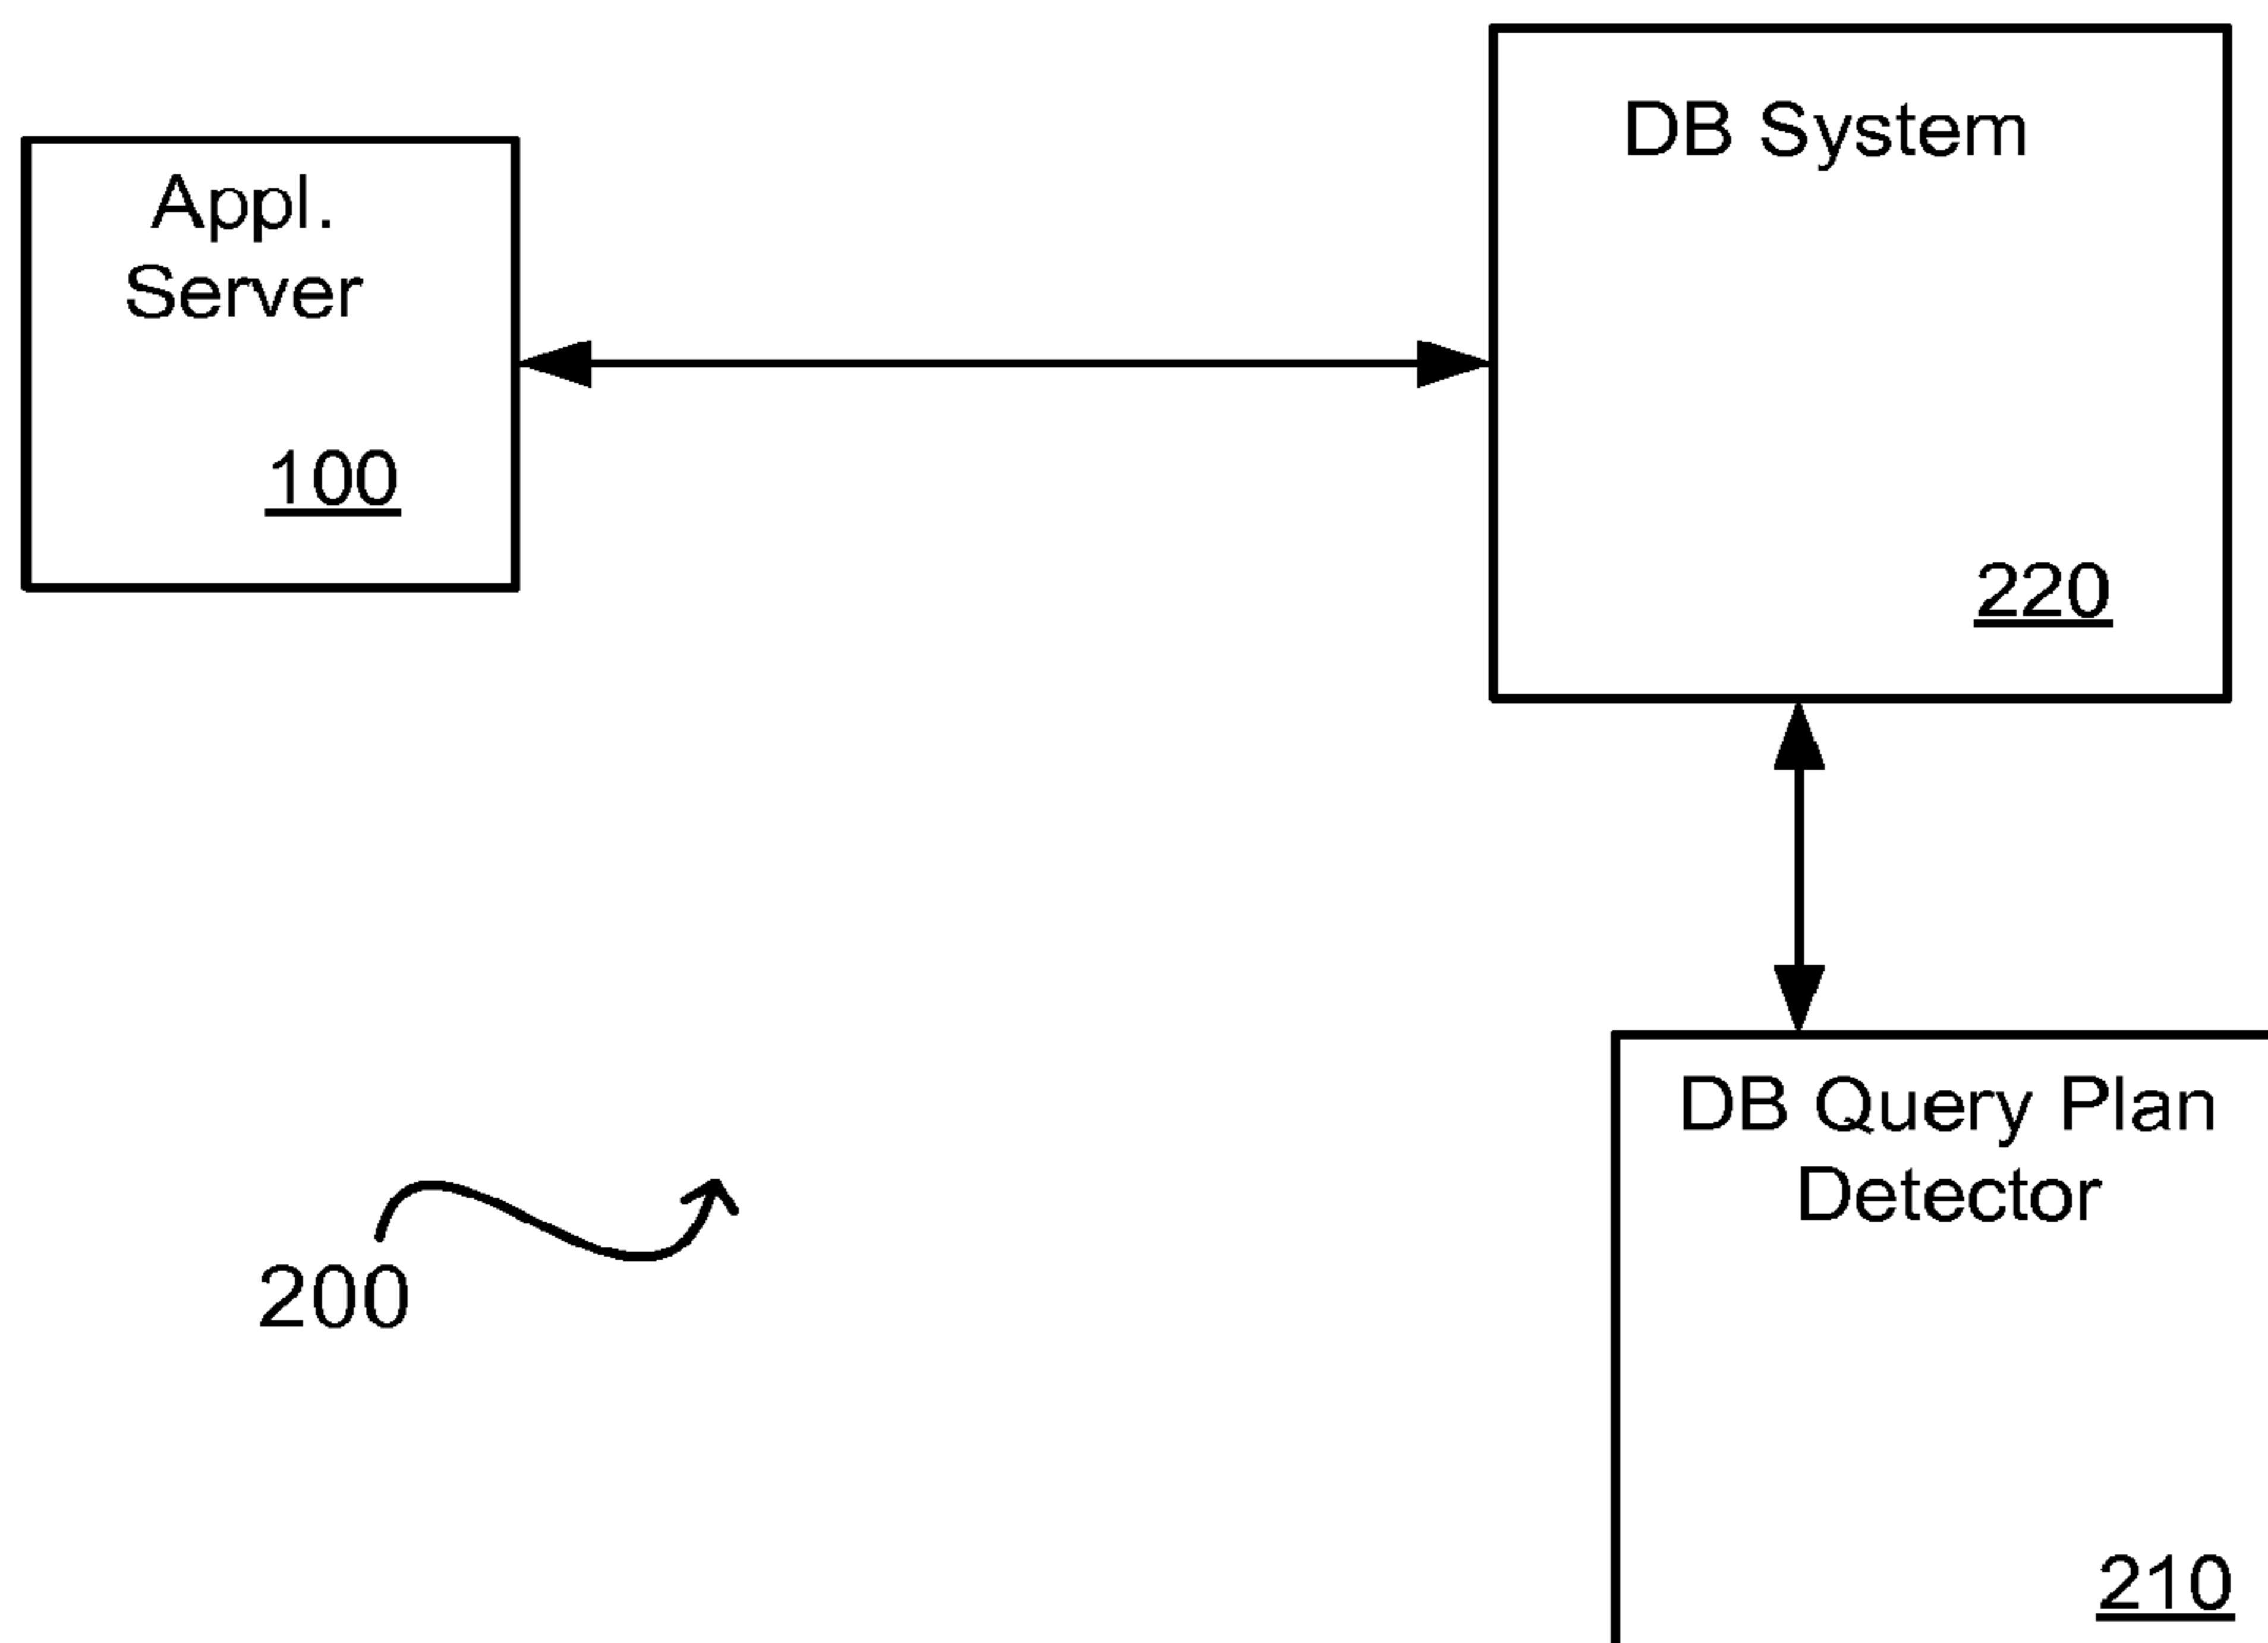 Appl.
Server
100
DB System
220
DB Query Plan
Detector
210
200